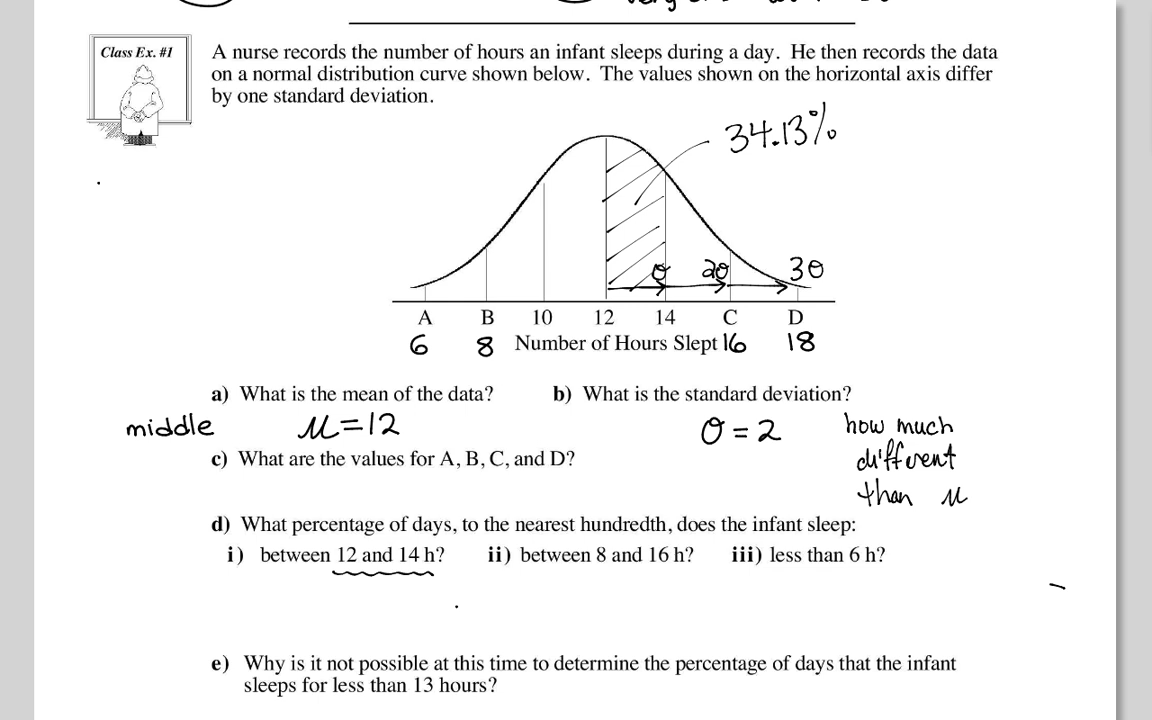 Class Ex. #1
A nurse records the number of hours an infant sleeps during a day. He then records the data
on a normal distribution curve shown below. The values shown on the horizontal axis differ
by one standard deviation.
34.13%
σ 2σ 3σ
A B 10 12 14 C D
6 8 Number of Hours Slept 16 18
a) What is the mean of the data? b) What is the standard deviation?
middle μ=12 σ = 2 how much
different
than μ
c) What are the values for A, B, C, and D?
d) What percentage of days, to the nearest hundredth, does the infant sleep:
i) between 12 and 14 h? ii) between 8 and 16 h? iii) less than 6 h?
e) Why is it not possible at this time to determine the percentage of days that the infant
sleeps for less than 13 hours?